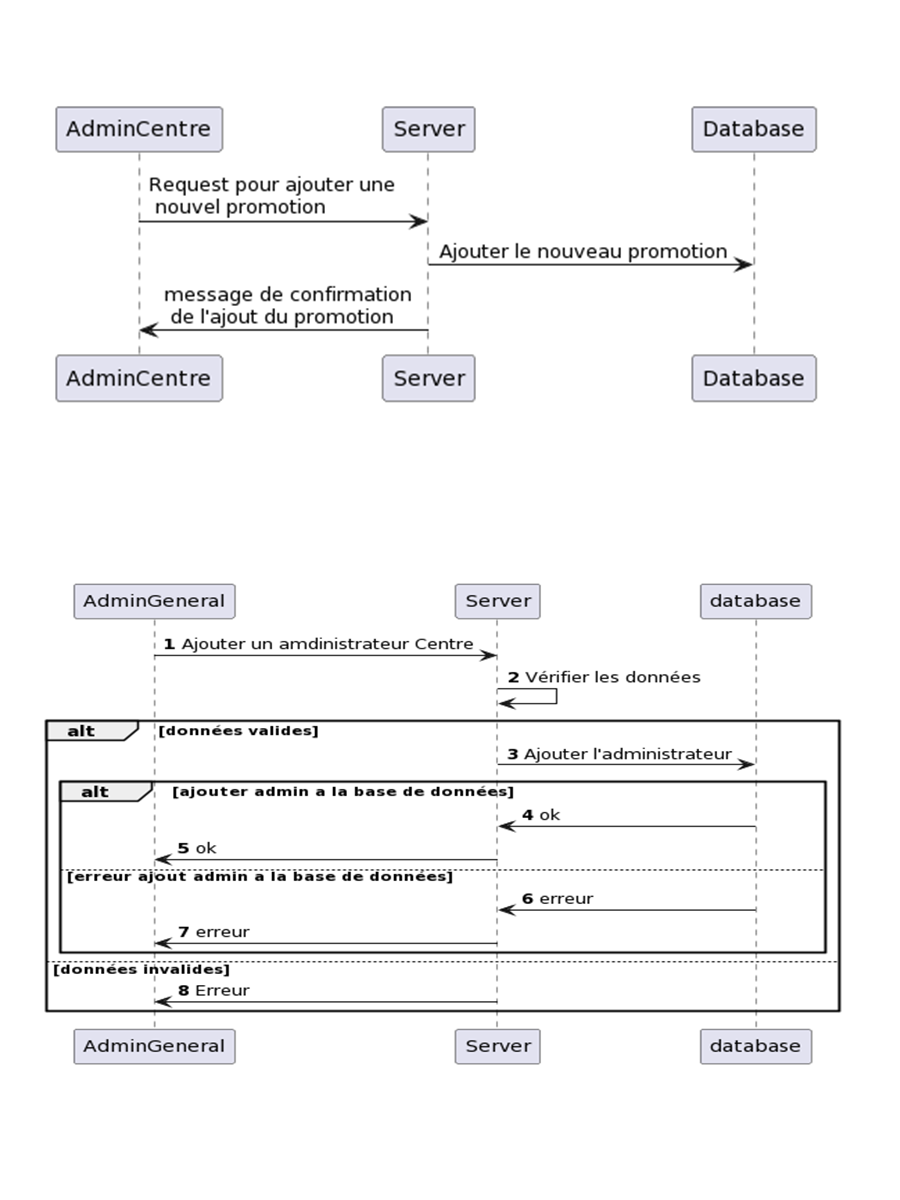 AdminCentre
Server
Database
Request pour ajouter une
nouvel promotion
Ajouter le nouveau promotion
message de confirmation
de l'ajout du promotion
AdminCentre
Server
Database
AdminGeneral
Server
database
1 Ajouter un amdinistrateur Centre
2 Vérifier les données
alt
[données valides]
3 Ajouter l'administrateur
alt
[ajouter admin a la base de données]
4 ok
5 ok
[erreur ajout admin a la base de données]
6 erreur
7 erreur
[données invalides]
8 Erreur
AdminGeneral
Server
database